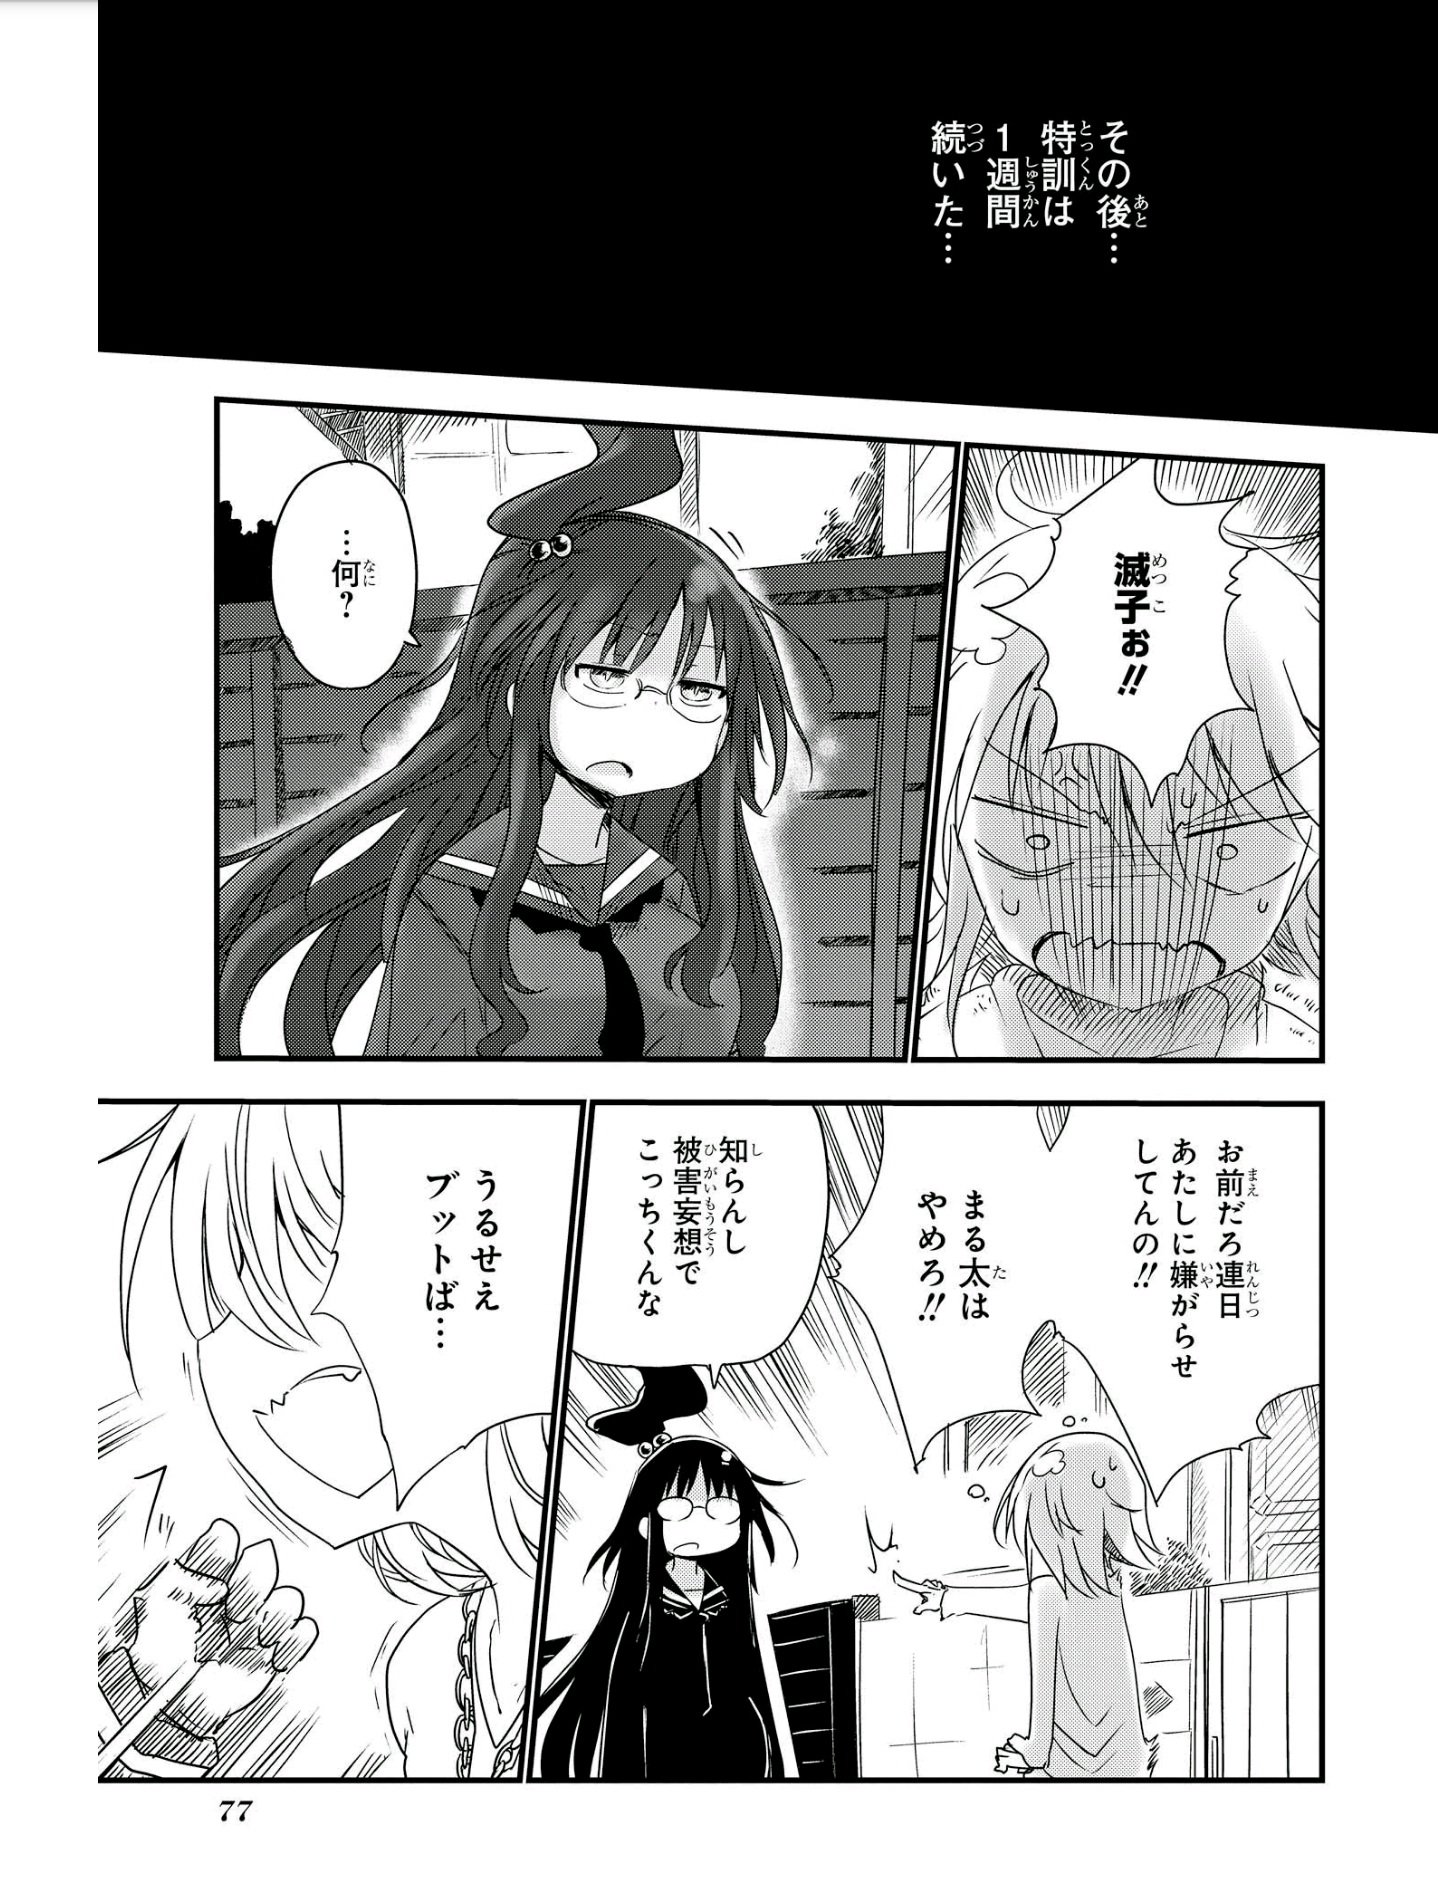 その後…
特訓は
1週間
続いた…
滅子ぉ!!
…何?
お前だろ連日
あたしに嫌がらせ
してんの!!
まる太は
やめろ!!
知らんし
被害妄想で
こっちくんな
うるせえ
ブットば…
77